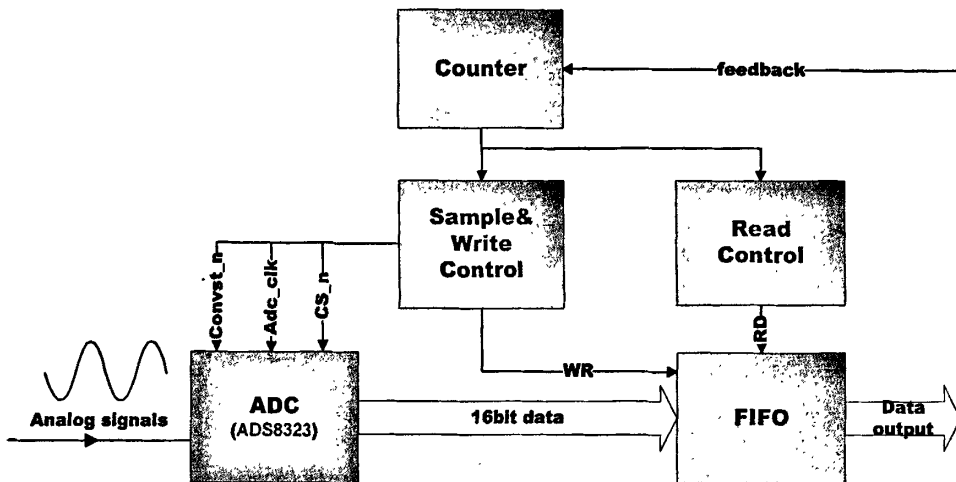 Counter
feedback
Sample&
Write
Control
Read
Control
Convst_n
Adc_clk
CS_n
RD
WR
Analog signals
ADC
(ADS8323)
16bit data
FIFO
Data
output